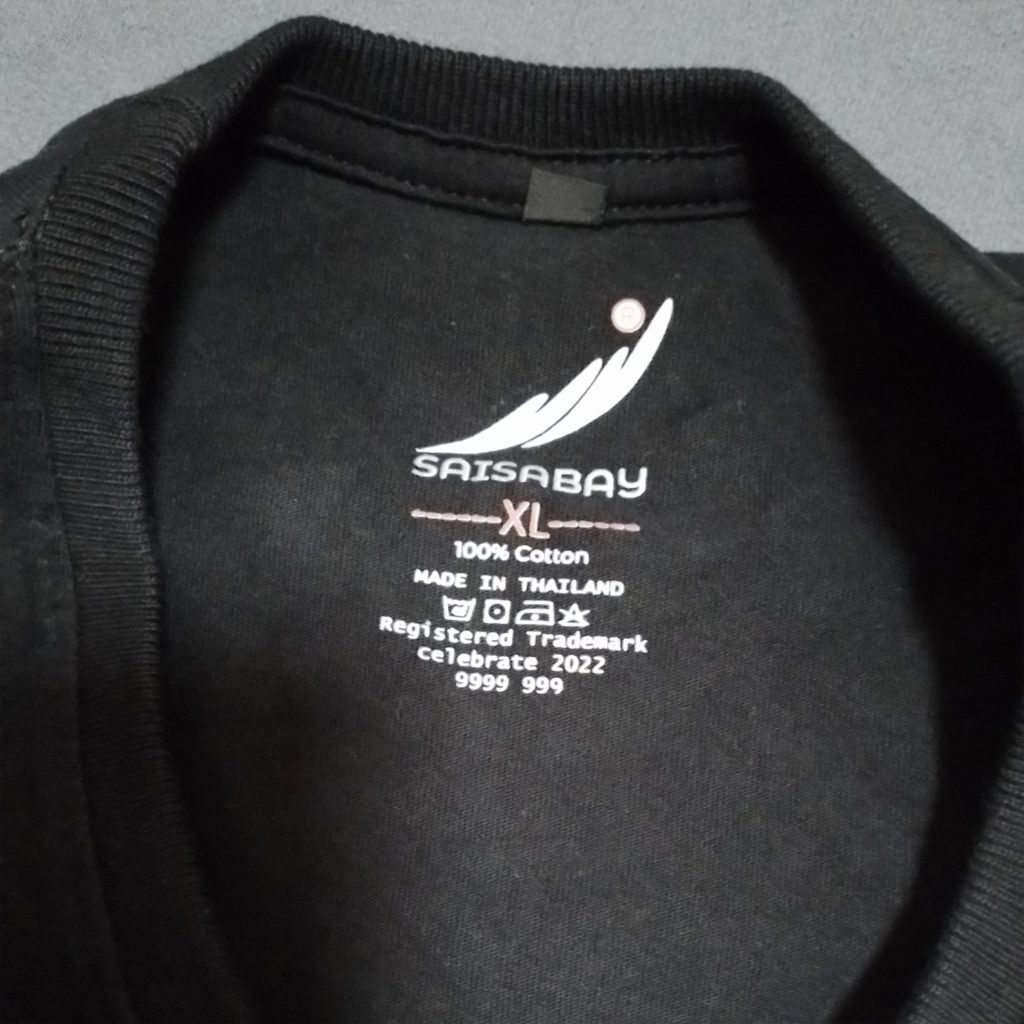 ®
SAISABAY
XL
100% Cotton
MADE IN THAILAND
Registered Trademark
celebrate 2022
9999 999